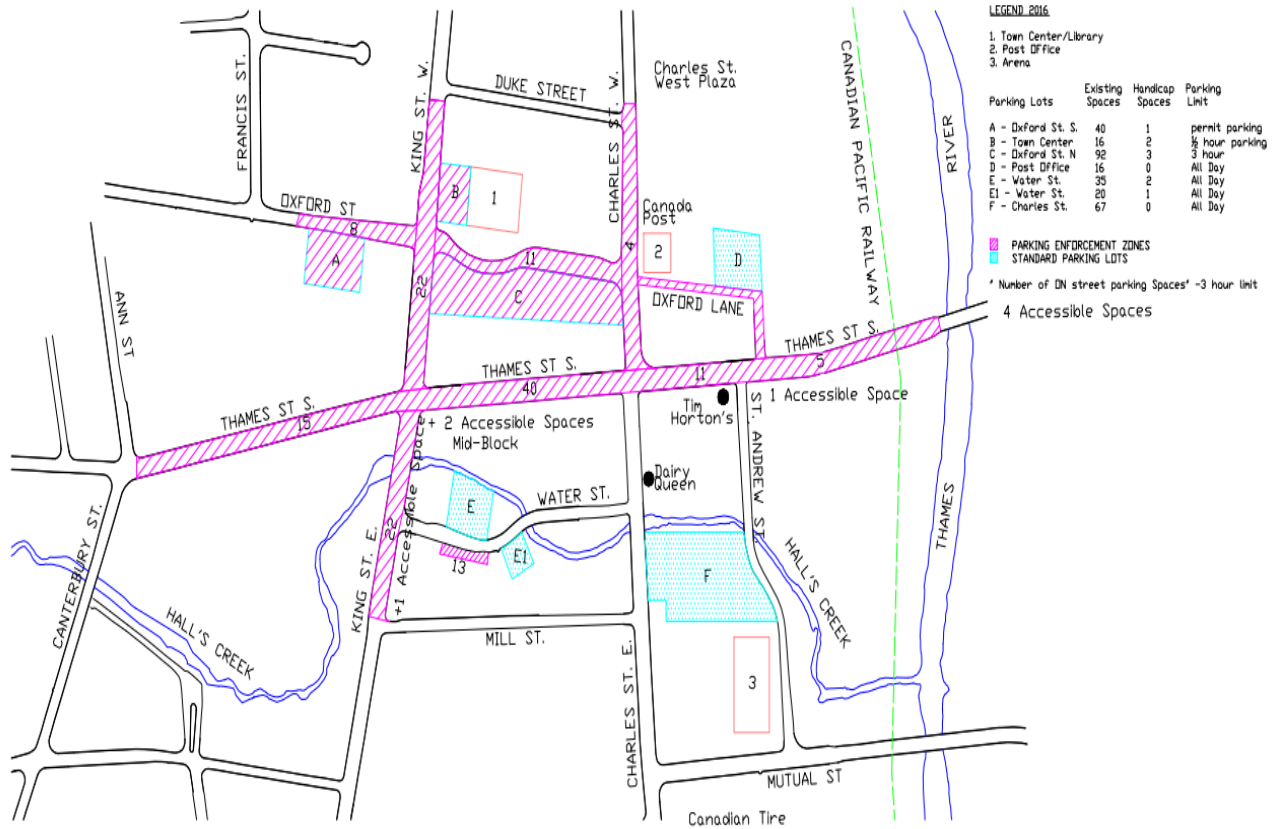 LEGEND 2016
1. Town Center/Library
2. Post Office
3. Arena
Parking Lots Existing Spaces Handicap Spaces Parking Limit
A - Oxford St. S. 40 1 permit parking
B - Town Center 16 2 ½ hour parking
C - Oxford St. N 92 3 3 hour
D - Post Office 16 0 All Day
E - Water St. 35 2 All Day
E1 - Water St. 20 1 All Day
F - Charles St. 67 0 All Day
PARKING ENFORCEMENT ZONES
STANDARD PARKING LOTS
" Number of ON street parking Spaces" -3 hour limit
4 Accessible Spaces
FRANCIS ST.
KING ST. W.
DUKE STREET
CHARLES ST. W.
Charles St.
West Plaza
CANADIAN PACIFIC RAILWAY
RIVER
OXFORD ST
8
A
B
1
22
11
C
4
Canada
Post
2
D
OXFORD LANE
ANN ST
THAMES ST S.
15
THAMES ST S.
40
11
THAMES ST S.
5
+ 2 Accessible Spaces
Mid-Block
Tim
Horton's
1 Accessible Space
ST. ANDREW ST.
Dairy
Queen
KING ST. E.
22
+1 Accessible Space
E
WATER ST.
13
E1
F
HALL'S CREEK
THAMES
CANTERBURY ST.
HALL'S CREEK
MILL ST.
CHARLES ST. E.
3
MUTUAL ST
Canadian Tire